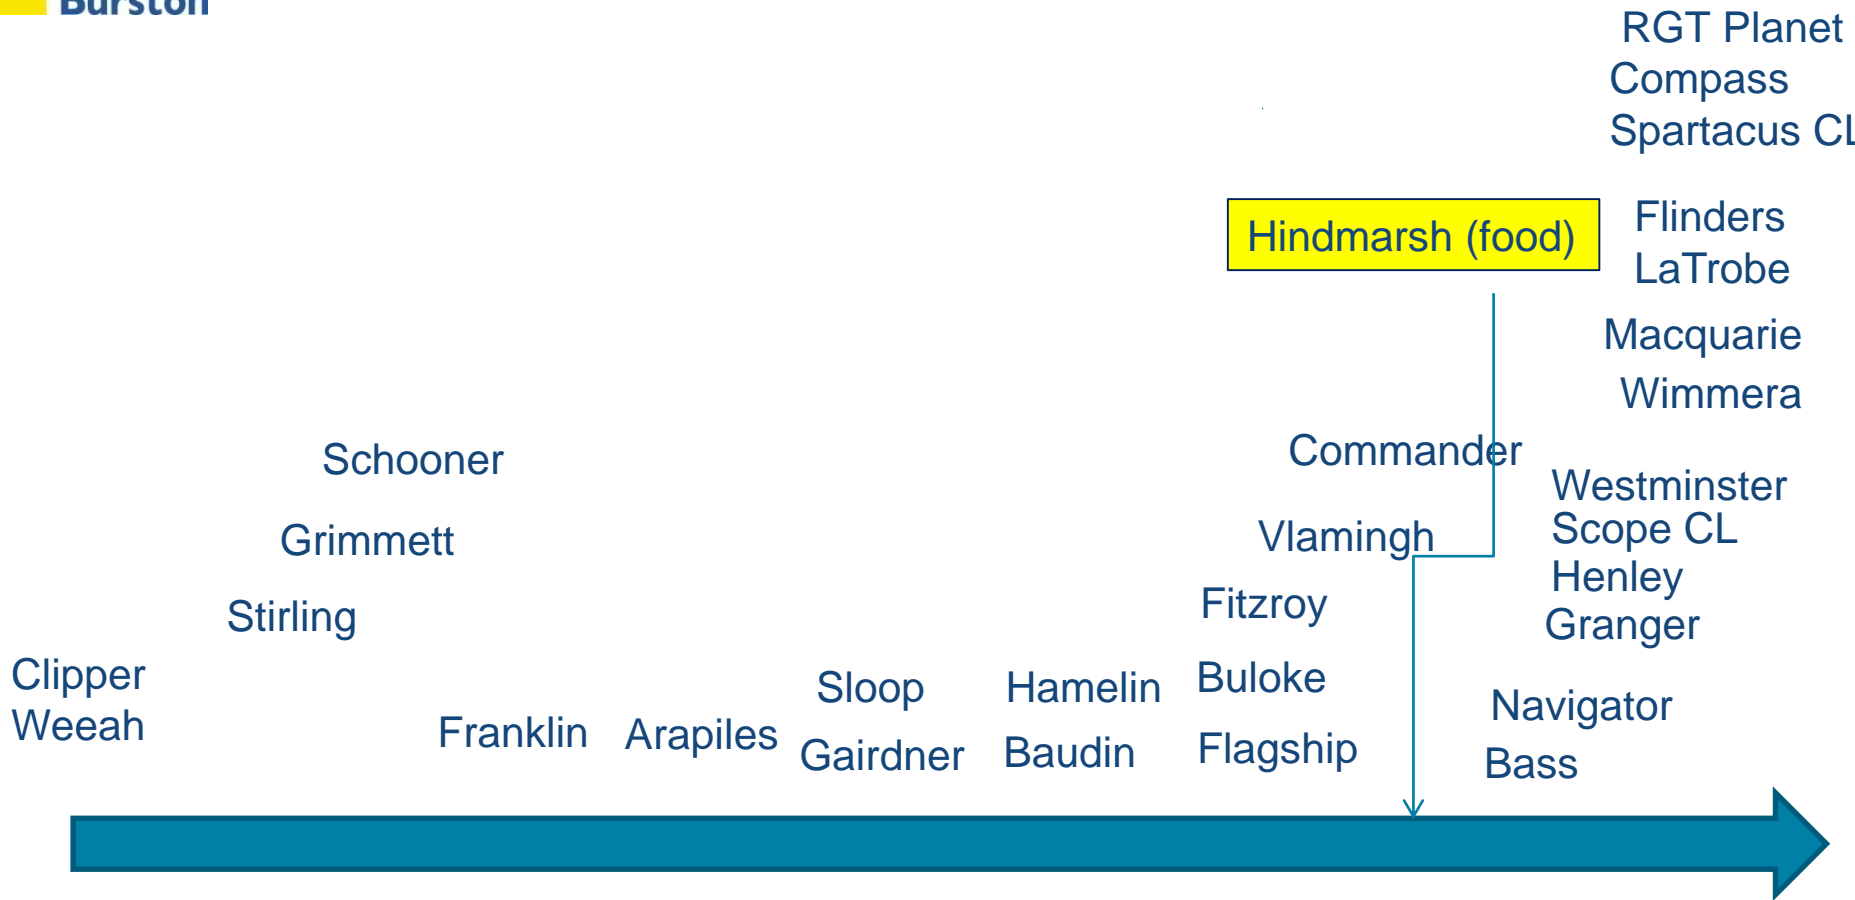 Burston
RGT Planet
Compass
Spartacus CL
Hindmarsh (food)
Flinders
LaTrobe
Macquarie
Wimmera
Schooner
Commander
Westminster
Grimmett
Vlamingh
Scope CL
Henley
Stirling
Fitzroy
Granger
Clipper
Weeah
Franklin
Arapiles
Sloop
Gairdner
Hamelin
Baudin
Buloke
Flagship
Navigator
Bass